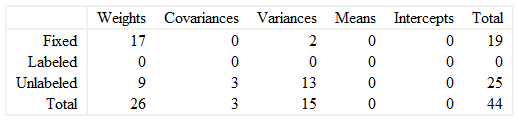 Weights Covariances Variances Means Intercepts Total
Fixed 17 0 2 0 0 19
Labeled 0 0 0 0 0 0
Unlabeled 9 3 13 0 0 25
Total 26 3 15 0 0 44